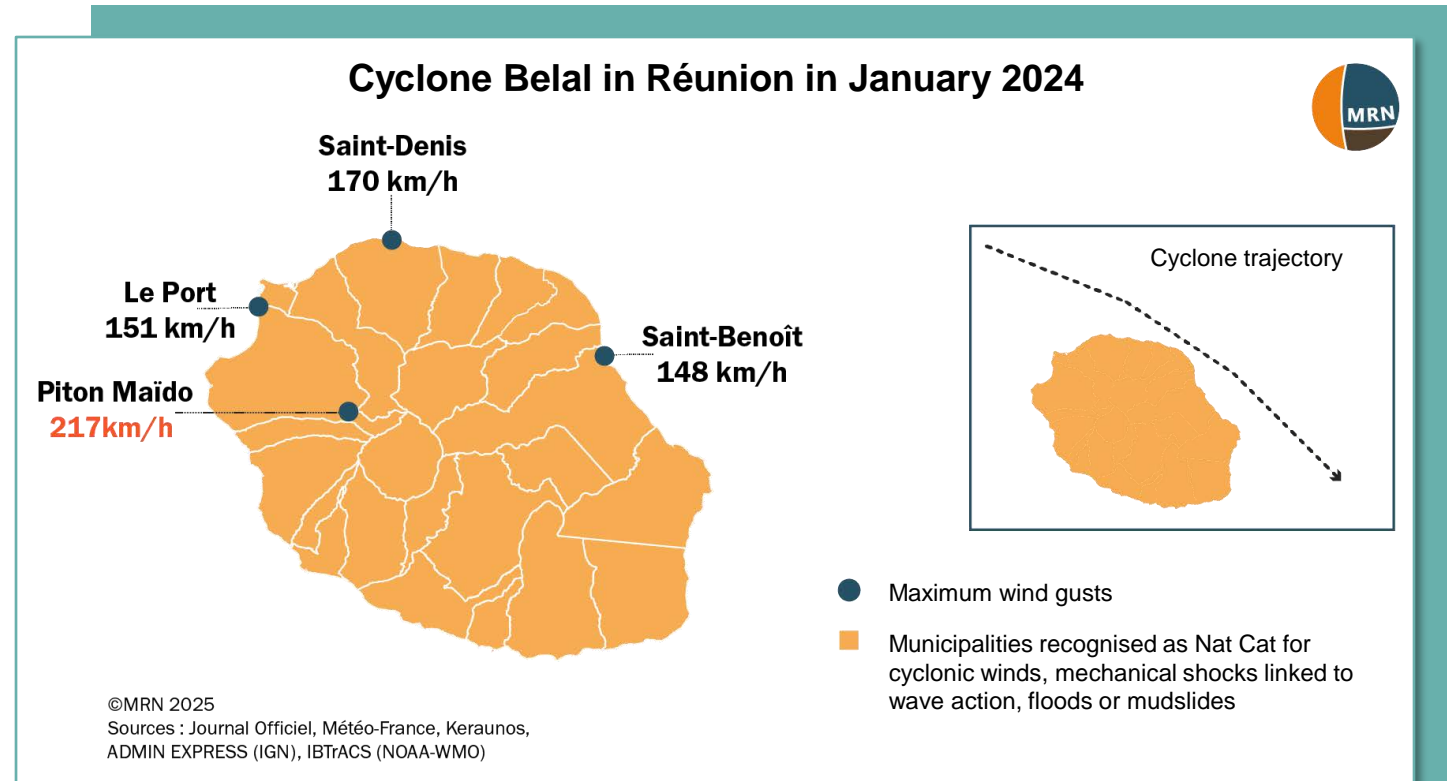 Cyclone Belal in Réunion in January 2024
MRN
Saint-Denis
170 km/h
Le Port
151 km/h
Piton Maïdo
217km/h
Saint-Benoît
148 km/h
Cyclone trajectory
Maximum wind gusts
Municipalities recognised as Nat Cat for
cyclonic winds, mechanical shocks linked to
wave action, floods or mudslides
©MRN 2025
Sources : Journal Officiel, Météo-France, Keraunos,
ADMIN EXPRESS (IGN), IBTrACS (NOAA-WMO)